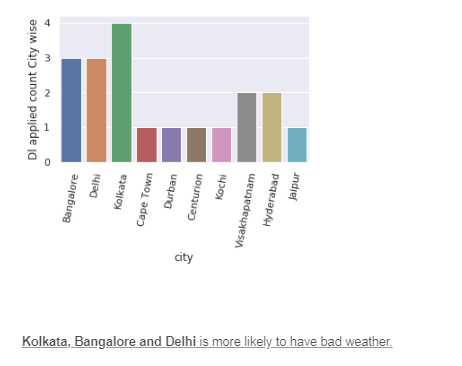 Dl applied count City wise
4
3
2
1
0
Bangalore
Delhi
Kolkata
Cape Town
Durban
Centurion
Kochi
Visakhapatnam
Hyderabad
Jaipur
city
Kolkata, Bangalore and Delhi is more likely to have bad weather.